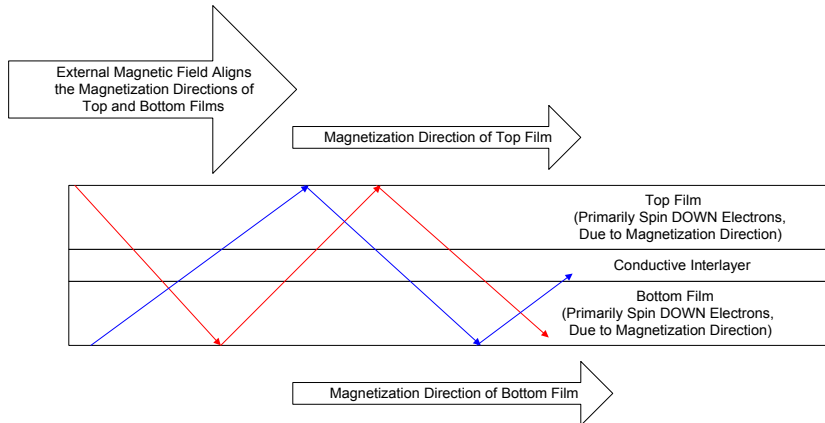 External Magnetic Field Aligns
the Magnetization Directions of
Top and Bottom Films
Magnetization Direction of Top Film
Top Film
(Primarily Spin DOWN Electrons,
Due to Magnetization Direction)
Conductive Interlayer
Bottom Film
(Primarily Spin DOWN Electrons,
Due to Magnetization Direction)
Magnetization Direction of Bottom Film